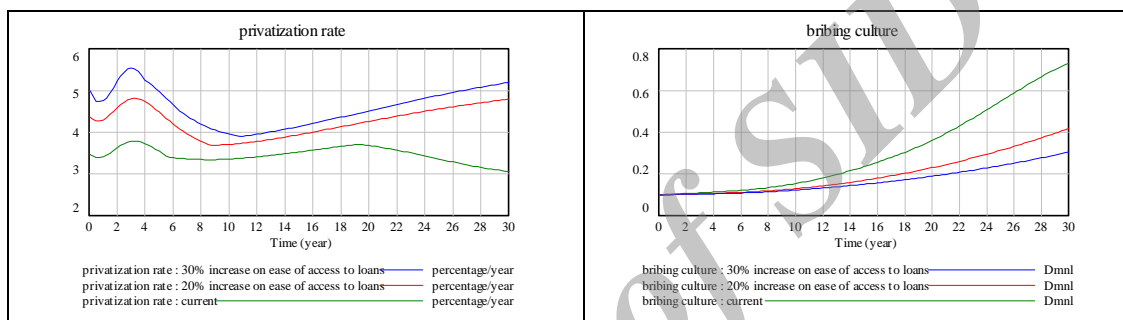 privatization rate
6
5
4
3
2
0 2 4 6 8 10 12 14 16 18 20 22 24 26 28 30
Time (year)
privatization rate : 30% increase on ease of access to loans percentage/year
privatization rate : 20% increase on ease of access to loans percentage/year
privatization rate : current percentage/year
bribing culture
0.8
0.6
0.4
0.2
0
0 2 4 6 8 10 12 14 16 18 20 22 24 26 28 30
Time (year)
bribing culture : 30% increase on ease of access to loans Dmnl
bribing culture : 20% increase on ease of access to loans Dmnl
bribing culture : current Dmnl
of SID